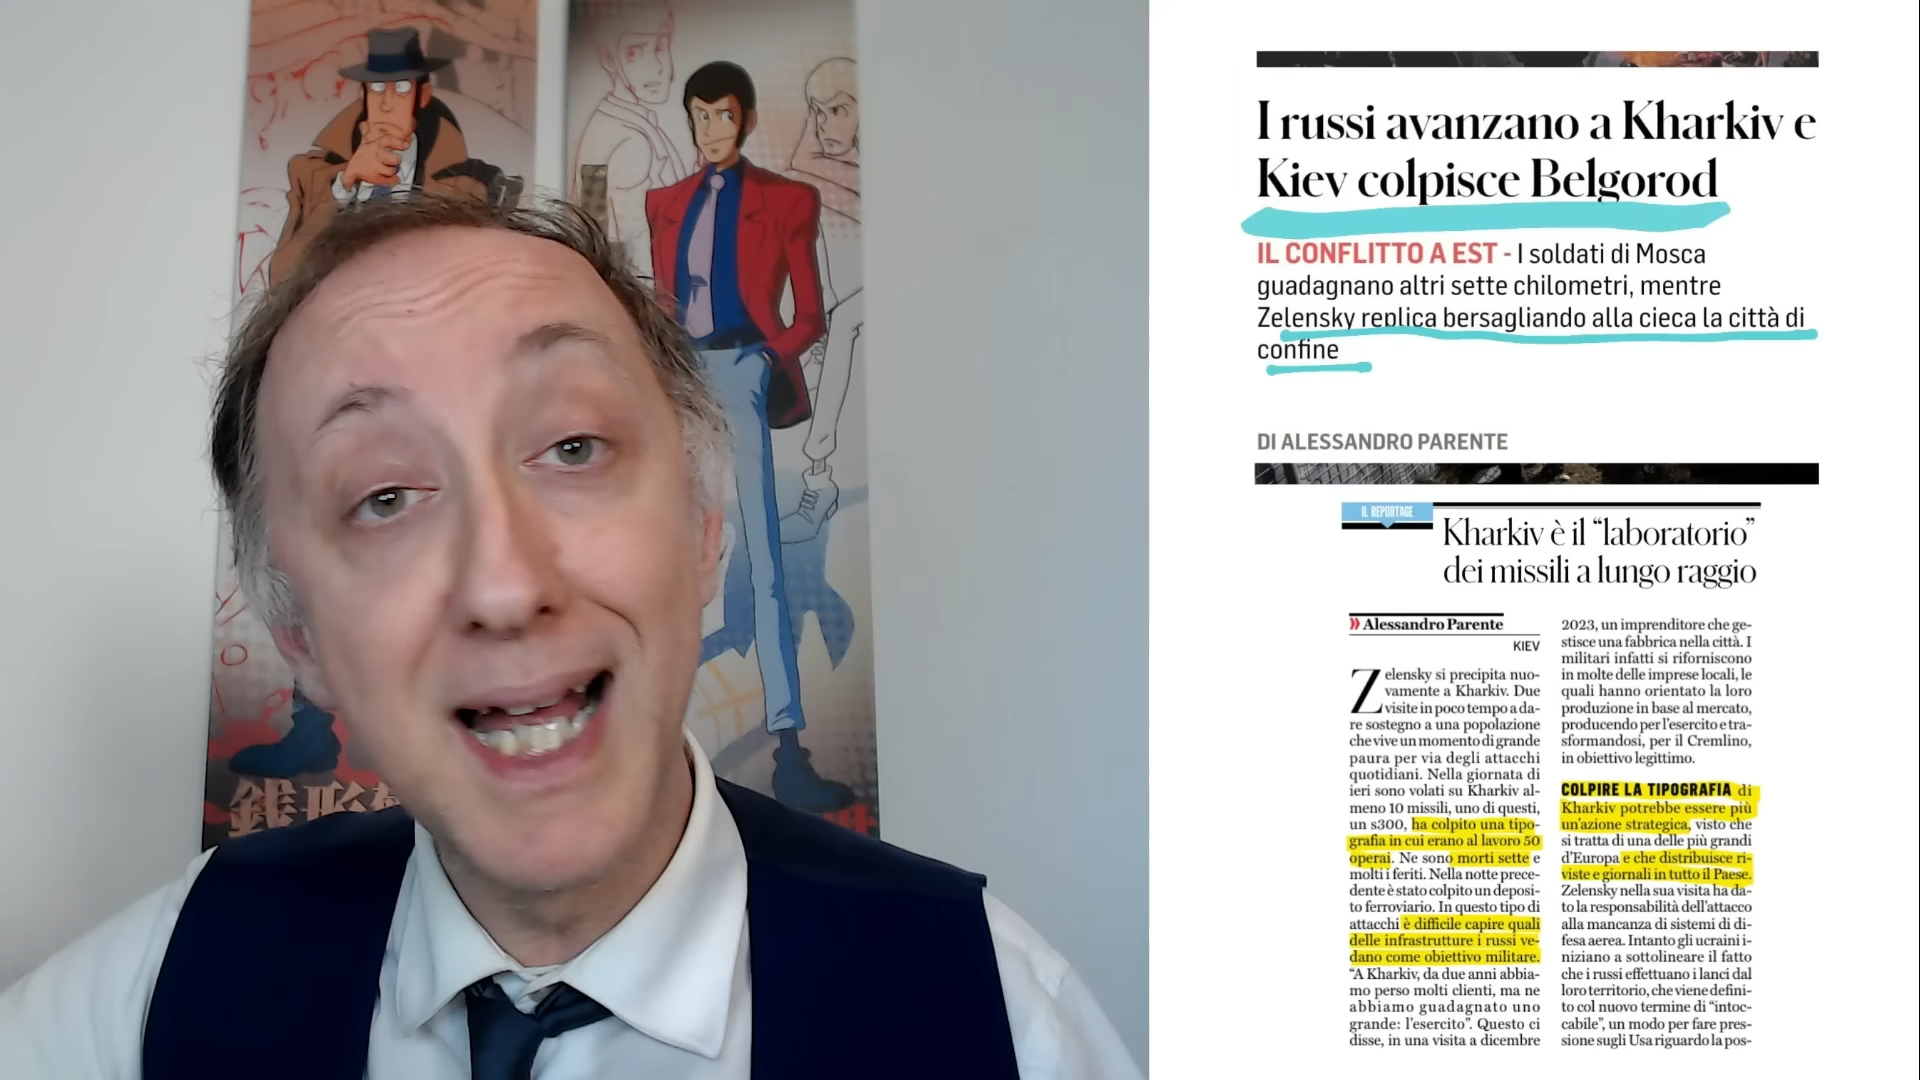 I russi avanzano a Kharkiv e
Kiev colpisce Belgorod
IL CONFLITTO A EST - I soldati di Mosca
guadagnano altri sette chilometri, mentre
Zelensky replica bersagliando alla cieca la città di
confine
DI ALESSANDRO PARENTE
IL REPORTAGE
Kharkiv è il “laboratorio”
dei missili a lungo raggio
» Alessandro Parente
KIEV
Zelensky si precipita nuo-
vamente a Kharkiv. Due
visite in poco tempo a da-
re sostegno a una popolazione
che vive un momento di grande
paura per via degli attacchi
quotidiani. Nella giornata di
ieri sono volati su Kharkiv al-
meno 10 missili, uno di questi,
un s300, ha colpito una tipo-
grafia in cui erano al lavoro 50
operai. Ne sono morti sette e
molti i feriti. Nella notte prece-
dente è stato colpito un deposi-
to ferroviario. In questo tipo di
attacchi è difficile capire quali
delle infrastrutture i russi ve-
dano come obiettivo militare.
“A Kharkiv, da due anni abbia-
mo perso molti clienti, ma ne
abbiamo guadagnato uno
grande: l’esercito”. Questo ci
disse, in una visita a dicembre
2023, un imprenditore che ge-
stisce una fabbrica nella città. I
militari infatti si riforniscono
in molte delle imprese locali, le
quali hanno orientato la loro
produzione in base al mercato,
producendo per l’esercito e tra-
sformandosi, per il Cremlino,
in obiettivo legittimo.
COLPIRE LA TIPOGRAFIA di
Kharkiv potrebbe essere più
un’azione strategica, visto che
si tratta di una delle più grandi
d’Europa e che distribuisce ri-
viste e giornali in tutto il Paese.
Zelensky nella sua visita ha da-
to la responsabilità dell’attacco
alla mancanza di sistemi di di-
fesa aerea. Intanto gli ucraini i-
niziano a sottolineare il fatto
che i russi effettuano i lanci dal
loro territorio, che viene defini-
to col nuovo termine di “intoc-
cabile”, un modo per fare pres-
sione sugli Usa riguardo la pos-